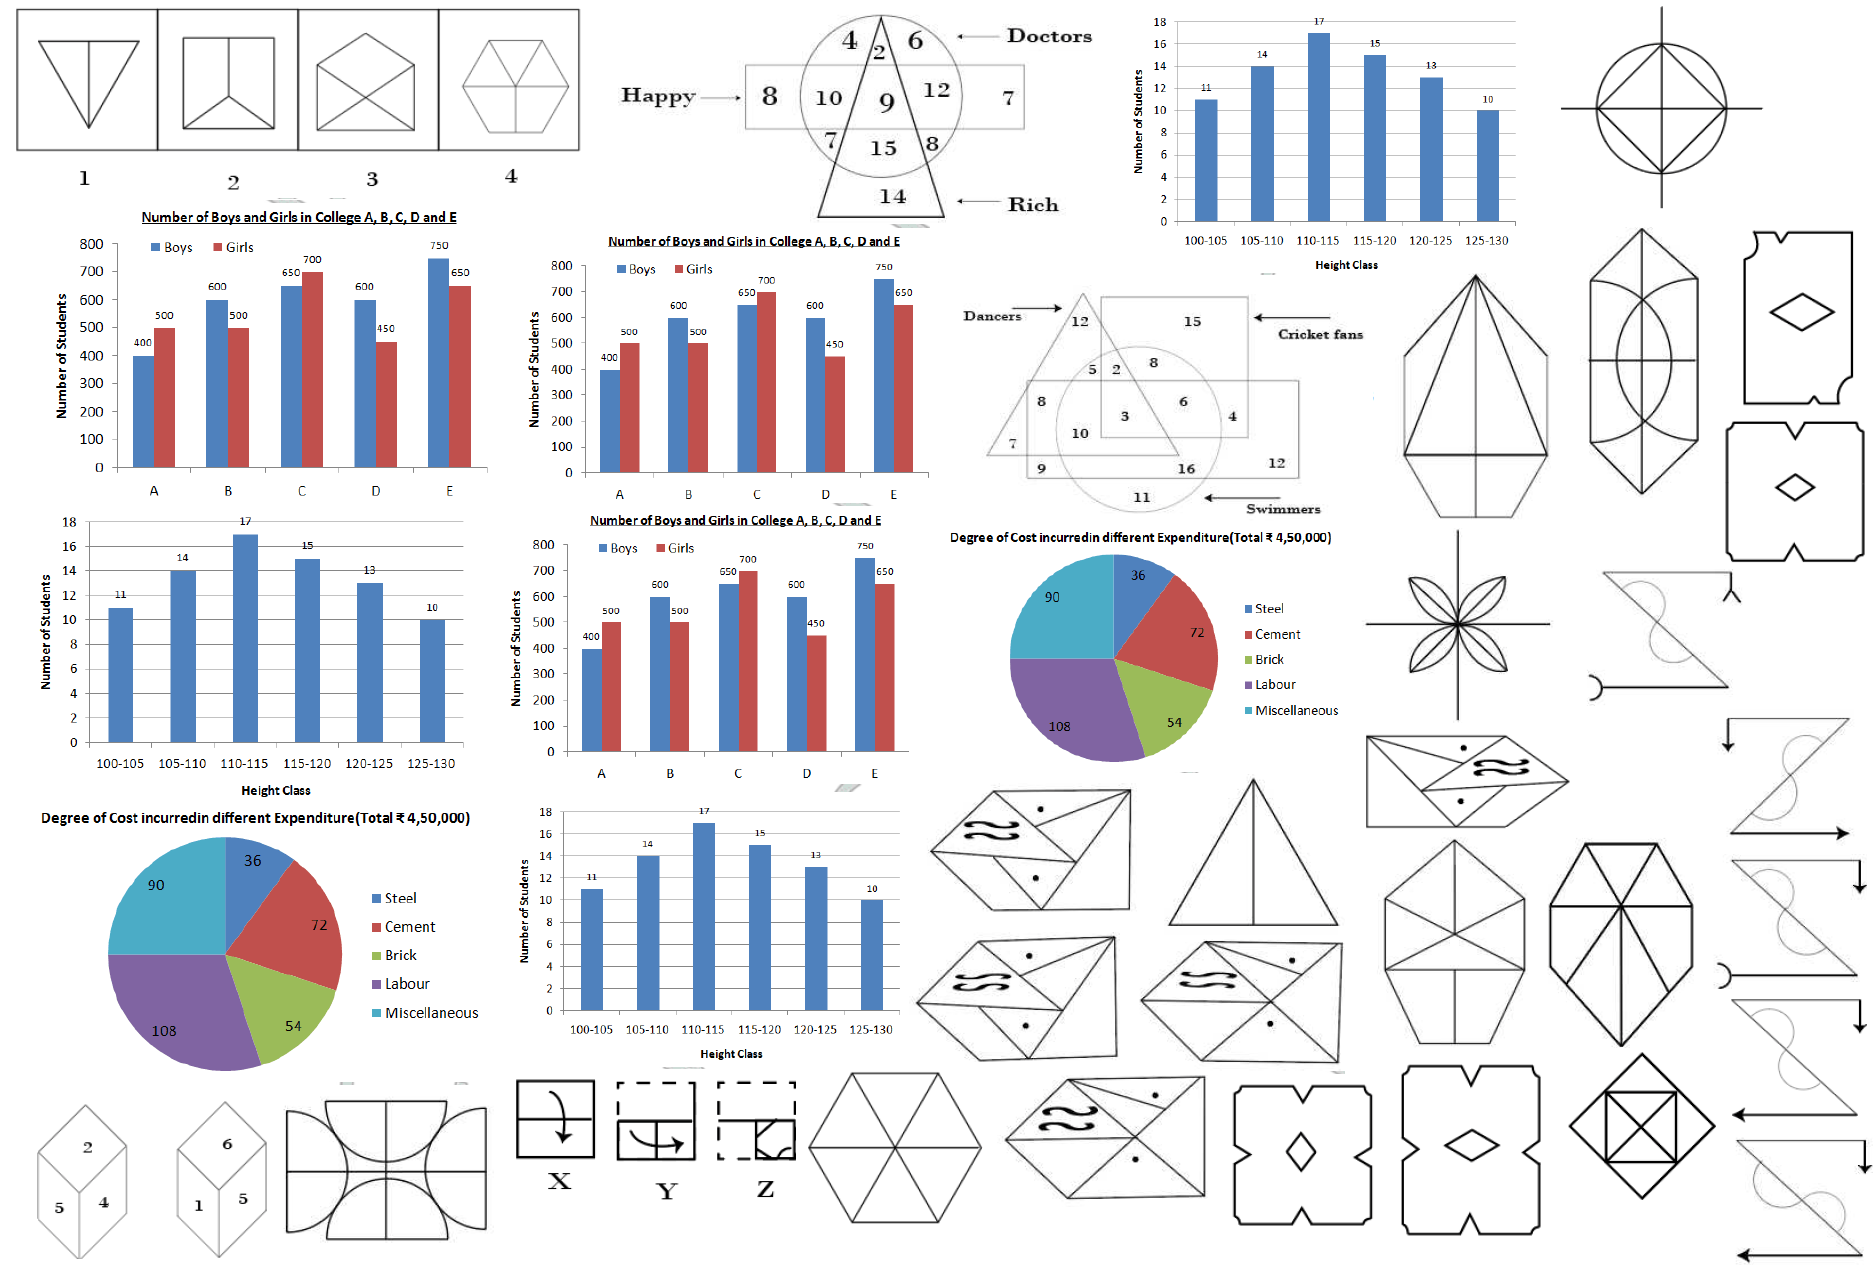 1 2 3 4
4 2 6 Doctors
Happy 8 10 9 12 7
7 15 8
14 Rich
Number of Students
18
16
14
12
10
8
6
4
2
0
11 14 17 15 13 10
100-105 105-110 110-115 115-120 120-125 125-130
Height Class
Number of Boys and Girls in College A, B, C, D and E
Boys Girls
Number of Students
800
700
600
500
400
300
200
100
0
400 500 600 500 650 700 600 450 750 650
A B C D E
Number of Boys and Girls in College A, B, C, D and E
Boys Girls
Number of Students
800
700
600
500
400
300
200
100
0
400 500 600 500 650 700 600 450 750 650
A B C D E
Dancers 12 15 Cricket fans
5 2 8
8 3 6 4
7 10
9 16 12
11 Swimmers
Number of Students
18
16
14
12
10
8
6
4
2
0
11 14 17 15 13 10
100-105 105-110 110-115 115-120 120-125 125-130
Height Class
Number of Boys and Girls in College A, B, C, D and E
Boys Girls
Number of Students
800
700
600
500
400
300
200
100
0
400 500 600 500 650 700 600 450 750 650
A B C D E
Degree of Cost incurredin different Expenditure(Total ₹ 4,50,000)
36
72
54
108
90
Steel
Cement
Brick
Labour
Miscellaneous
Degree of Cost incurredin different Expenditure(Total ₹ 4,50,000)
36
72
54
108
90
Steel
Cement
Brick
Labour
Miscellaneous
Number of Students
18
16
14
12
10
8
6
4
2
0
11 14 17 15 13 10
100-105 105-110 110-115 115-120 120-125 125-130
Height Class
2
5 4
6
1 5
X Y Z